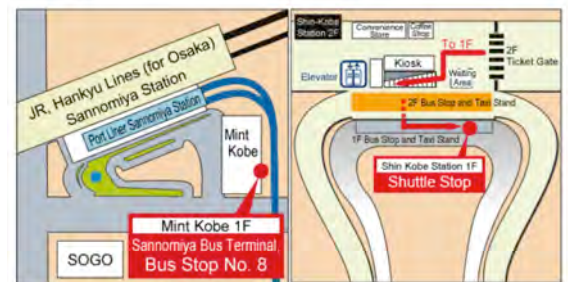 JR, Hankyu Lines (for Osaka)
Sannomiya Station
Port Liner Sannomiya Station
Mint
Kobe
Mint Kobe 1F
Sannomiya Bus Terminal,
Bus Stop No. 8
SOGO
Shin-Kobe
Station 2F
Convenience
Store
Coffee
Shop
To 1F
2F
Ticket Gate
Kiosk
Elevator
Waiting
Area
2F Bus Stop and Taxi Stand
1F Bus Stop and Taxi Stand
Shin Kobe Station 1F
Shuttle Stop